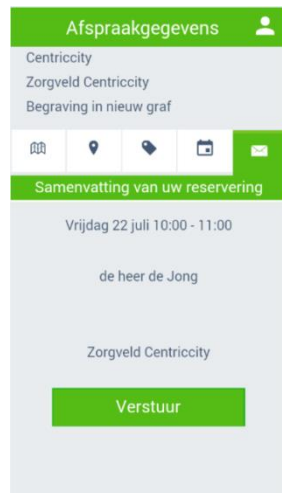 Afspraakgegevens
Centriccity
Zorgveld Centriccity
Begraving in nieuw graf
Samenvatting van uw reservering
Vrijdag 22 juli 10:00 - 11:00
de heer de Jong
Zorgveld Centriccity
Verstuur